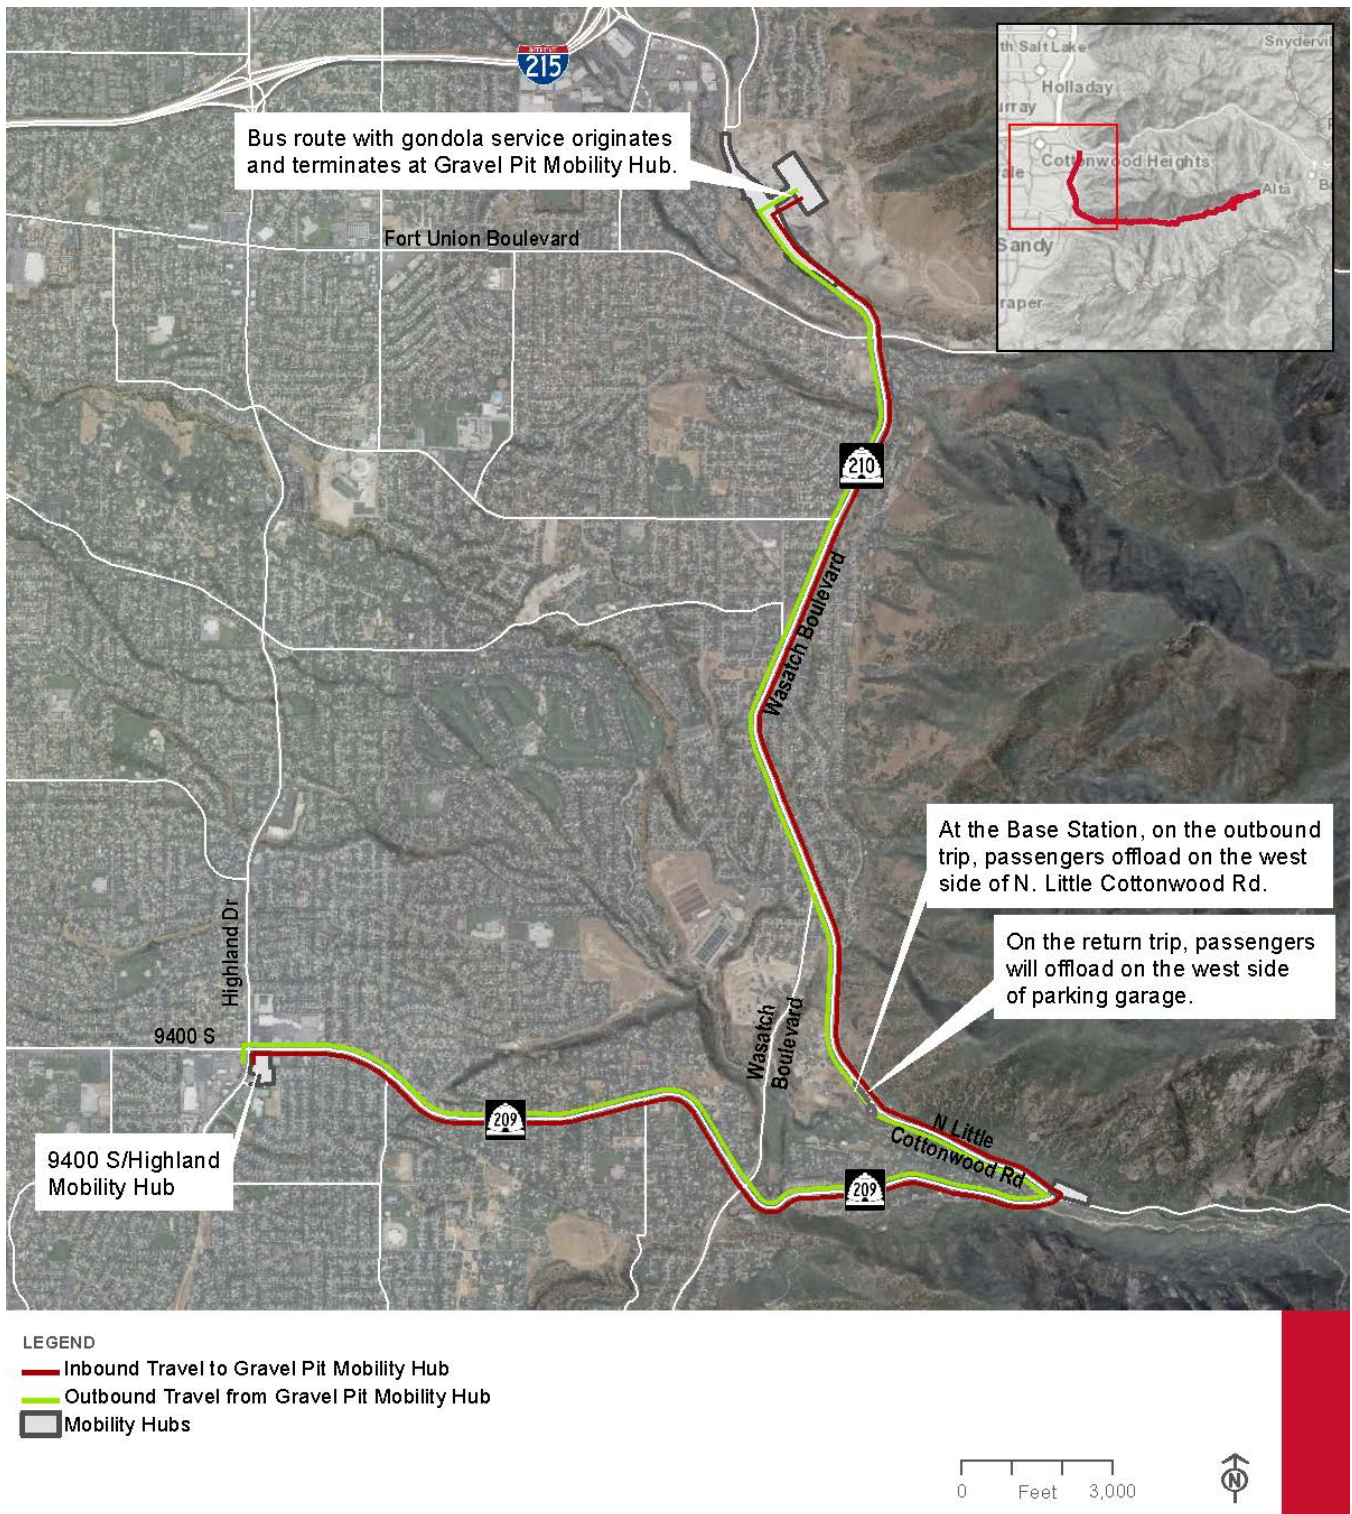 INTERSTATE
215
Bus route with gondola service originates
and terminates at Gravel Pit Mobility Hub.
th Salt Lake
Snydervil
Holladay
urray
Cottonwood Heights
ale
Alta
B
Sandy
raper
Fort Union Boulevard
210
Wasatch Boulevard
At the Base Station, on the outbound
trip, passengers offload on the west
side of N. Little Cottonwood Rd.
On the return trip, passengers
will offload on the west side
of parking garage.
Highland Dr
9400 S
Wasatch
Boulevard
209
N Little
Cottonwood Rd
209
9400 S/Highland
Mobility Hub
LEGEND
Inbound Travel to Gravel Pit Mobility Hub
Outbound Travel from Gravel Pit Mobility Hub
Mobility Hubs
0 Feet 3,000
N